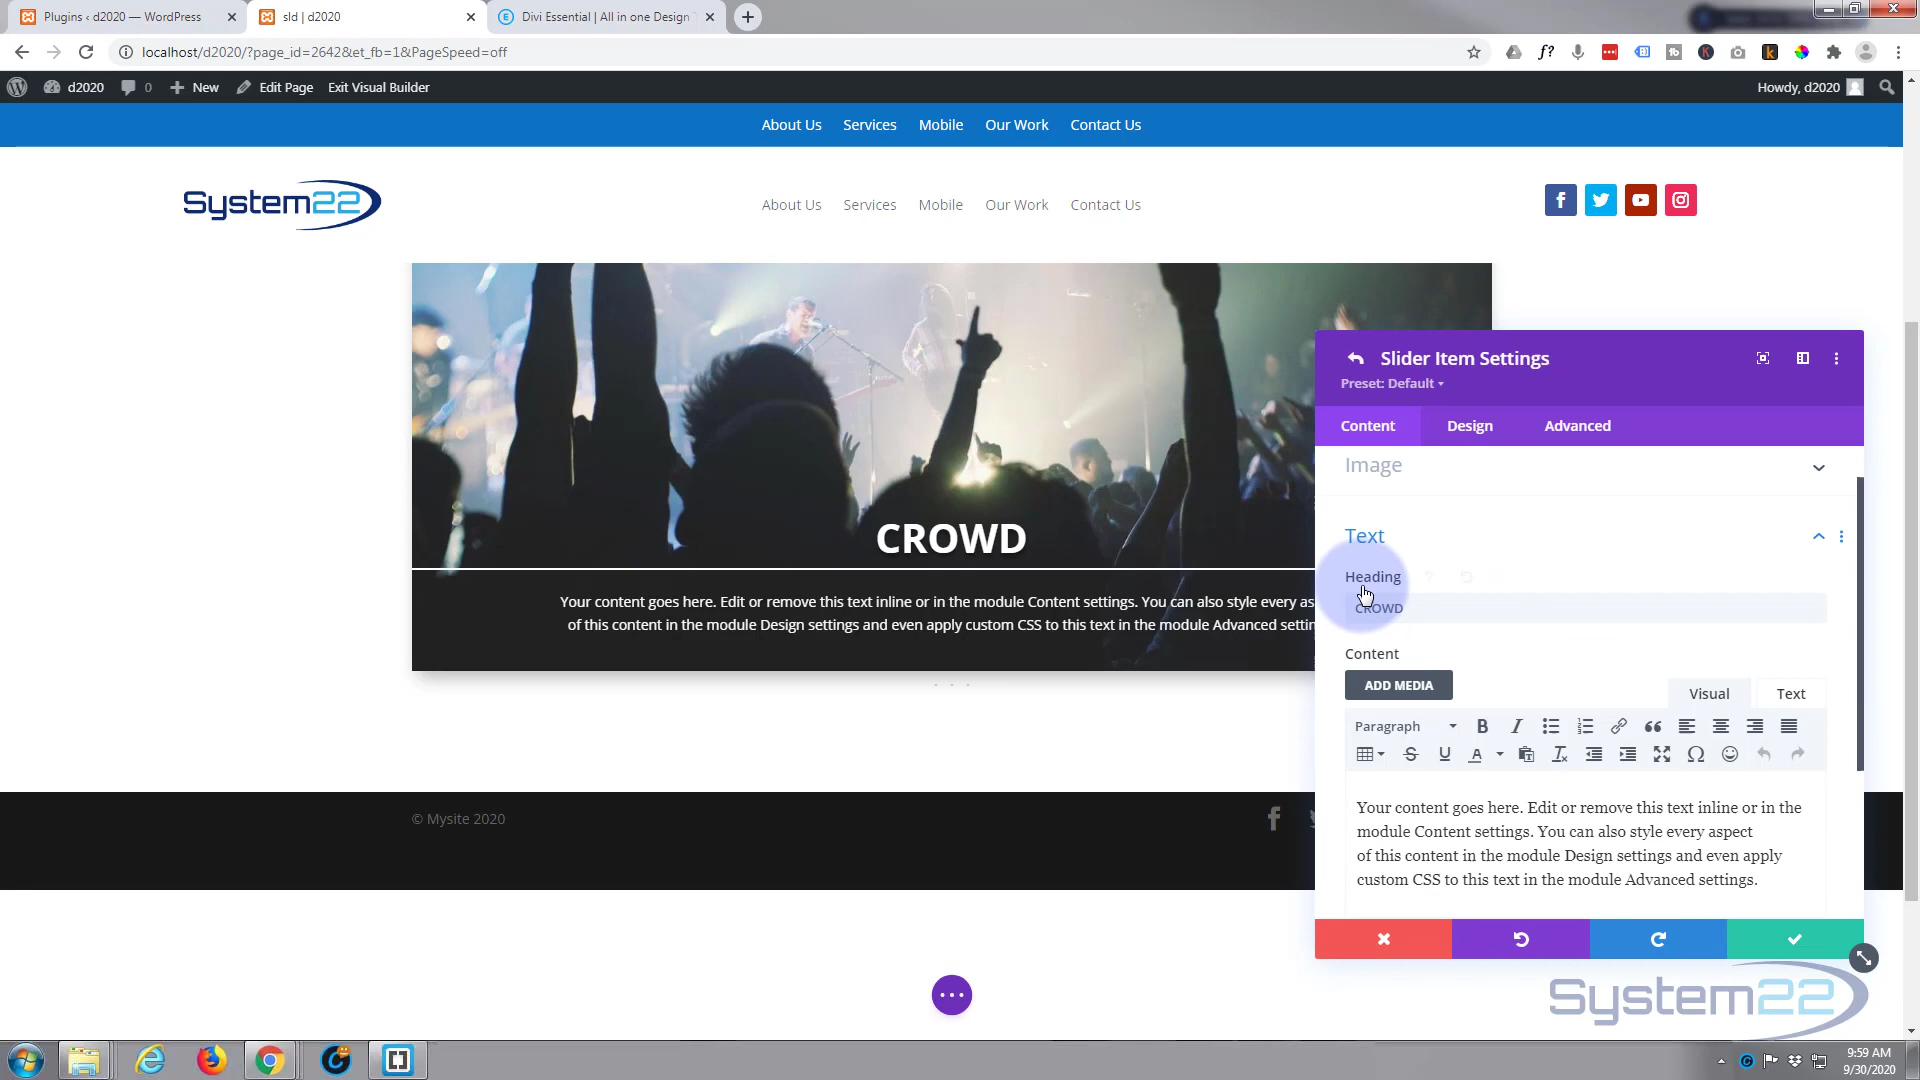 Plugins ‹ d2020 — WordPress
sld | d2020
Divi Essential | All in one Design
localhost/d2020/?page_id=2642&et_fb=1&PageSpeed=off
d2020
0
New
Edit Page
Exit Visual Builder
Howdy, d2020
About Us
Services
Mobile
Our Work
Contact Us
System22
About Us
Services
Mobile
Our Work
Contact Us
CROWD
Your content goes here. Edit or remove this text inline or in the module Content settings. You can also style every as
of this content in the module Design settings and even apply custom CSS to this text in the module Advanced settin
© Mysite 2020
Slider Item Settings
Preset: Default
Content
Design
Advanced
Image
Text
Heading
CROWD
Content
ADD MEDIA
Visual
Text
Paragraph
Your content goes here. Edit or remove this text inline or in the
module Content settings. You can also style every aspect
of this content in the module Design settings and even apply
custom CSS to this text in the module Advanced settings.
System22
9:59 AM
9/30/2020